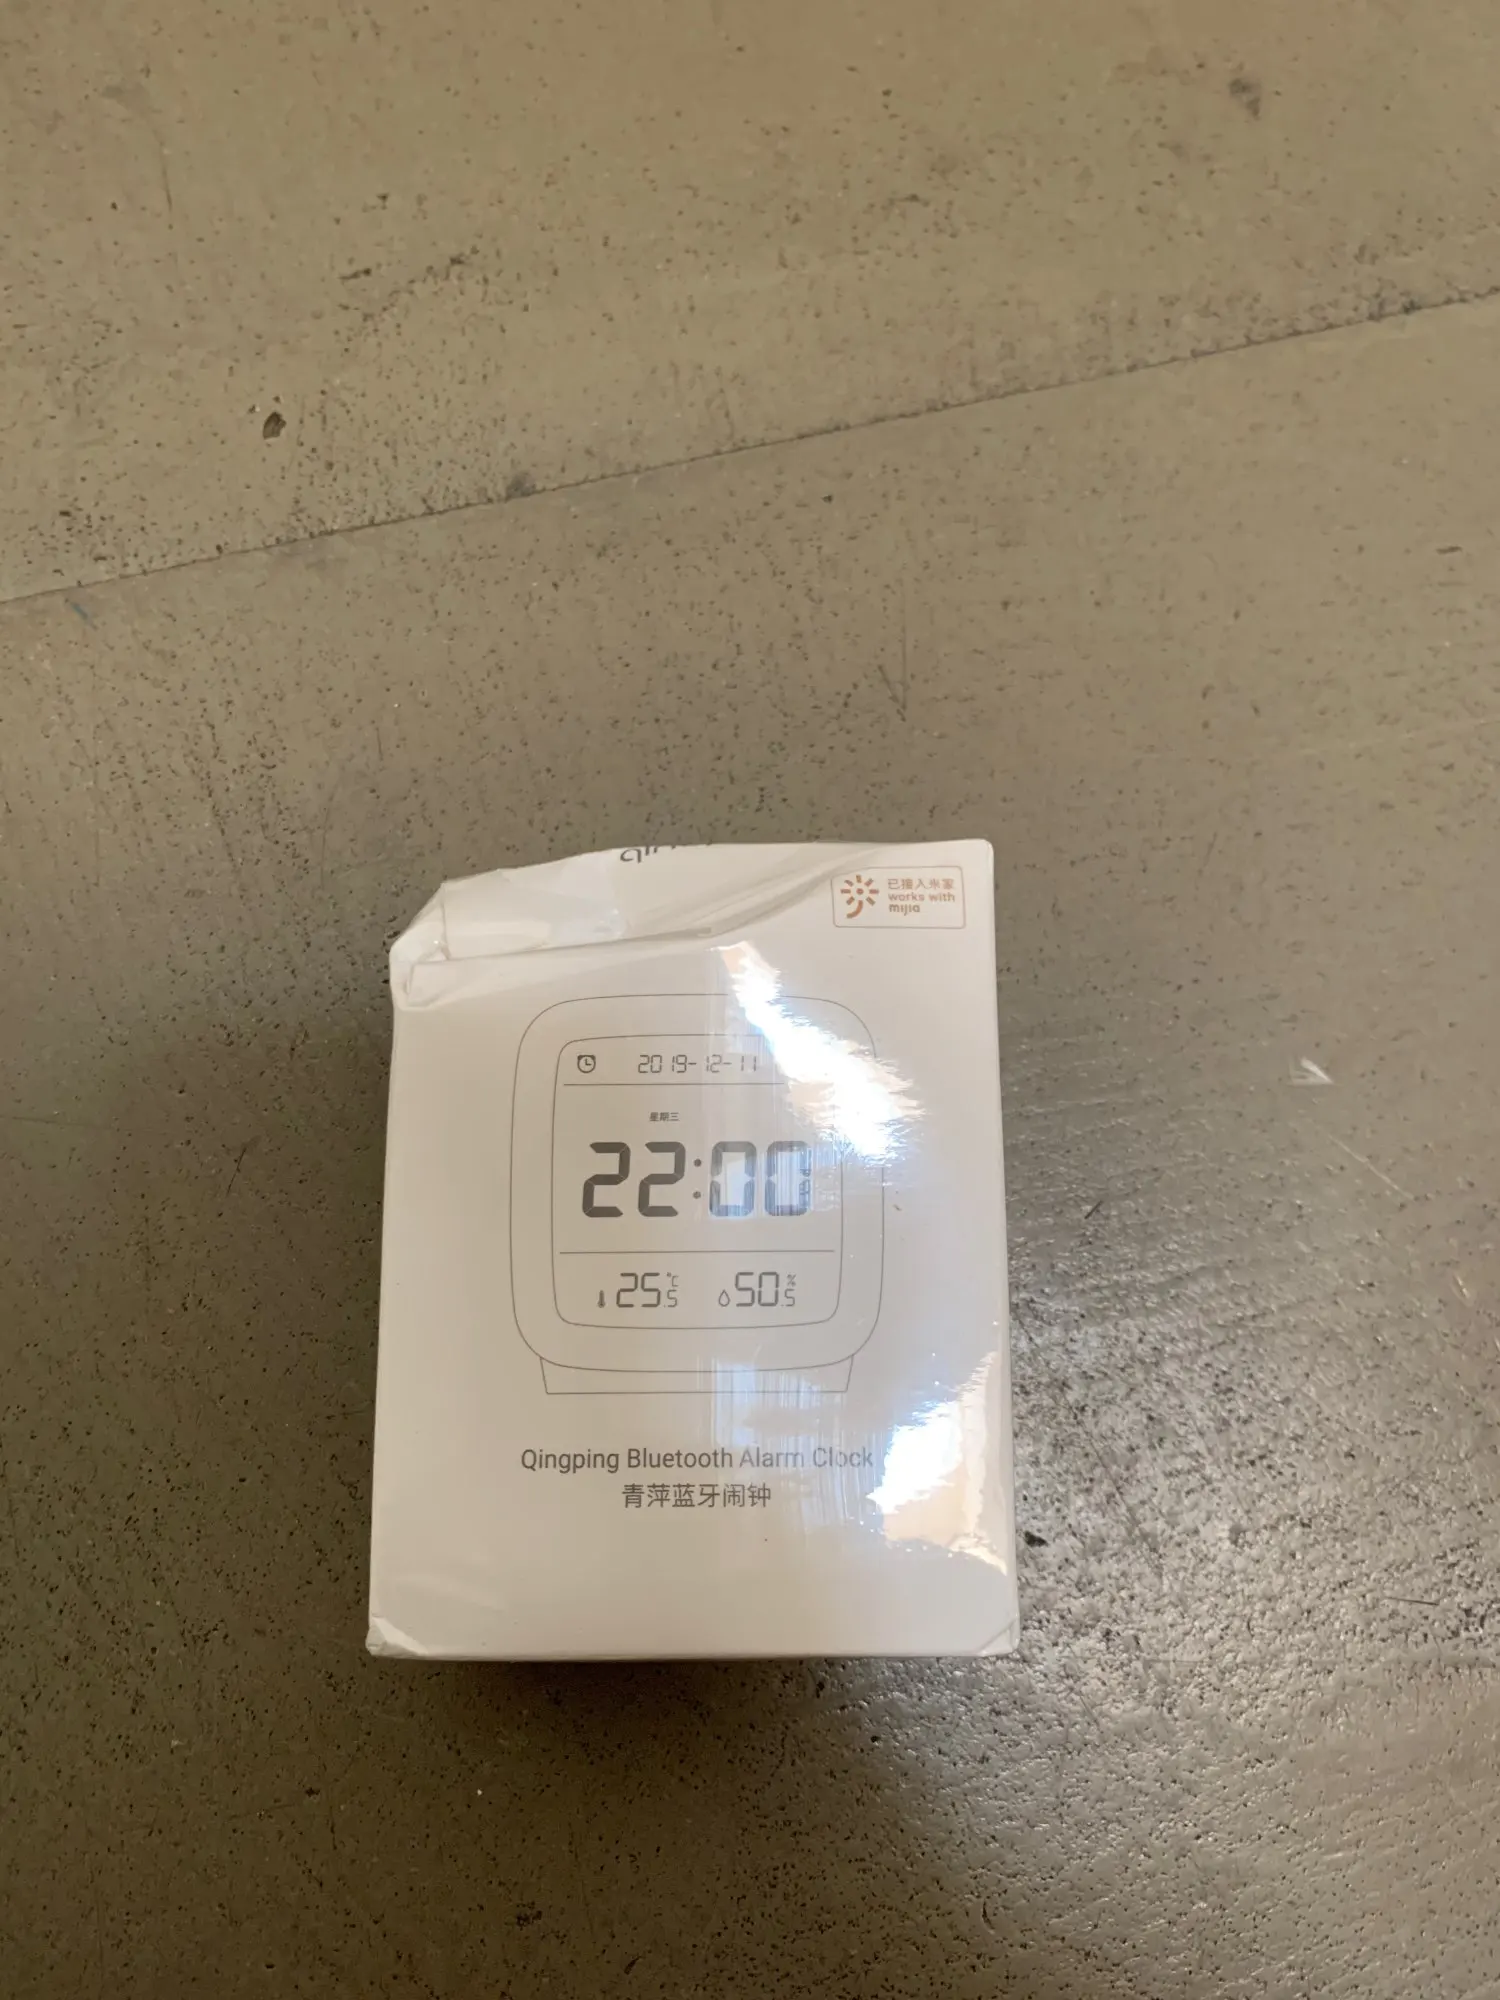 已接入米家
works with
mijia
2019-12-11
星期三
22:00
25.5 ℃ 50.5 %
Qingping Bluetooth Alarm Clock
青萍蓝牙闹钟